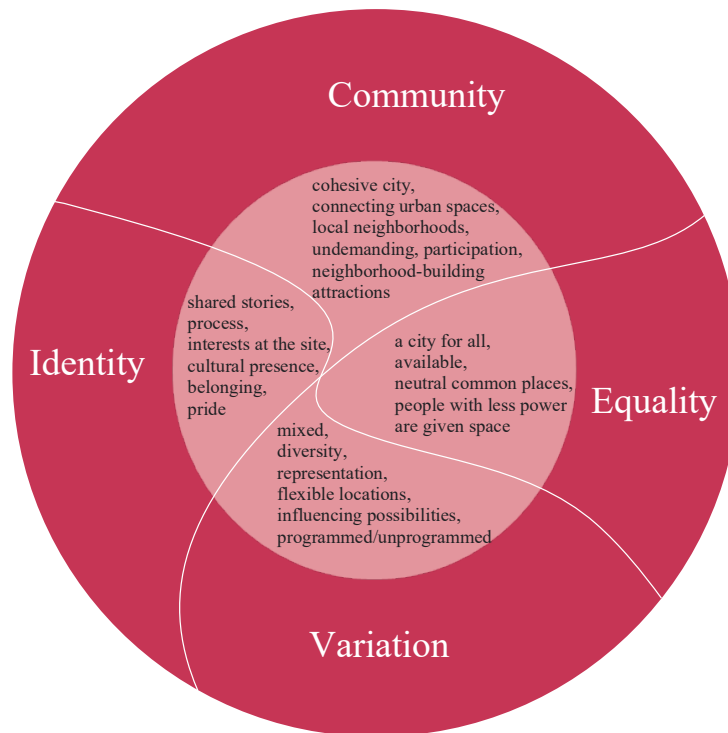 Community
cohesive city,
connecting urban spaces,
local neighborhoods,
undemanding, participation,
neighborhood-building
attractions
Identity
shared stories,
process,
interests at the site,
cultural presence,
belonging,
pride
a city for all,
available,
neutral common places,
people with less power
are given space
Equality
mixed,
diversity,
representation,
flexible locations,
influencing possibilities,
programmed/unprogrammed
Variation